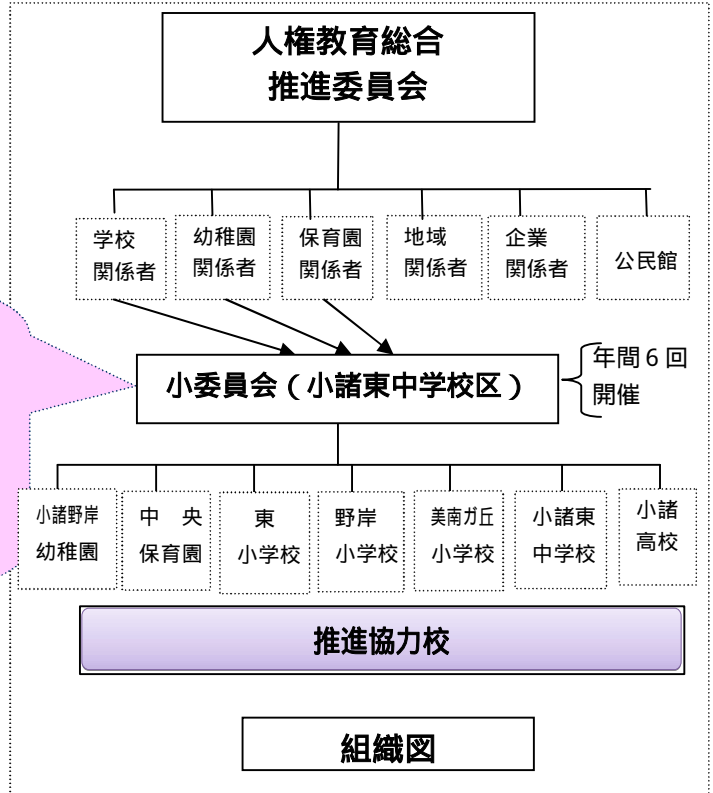 人権教育総合
推進委員会
学校
関係者
幼稚園
関係者
保育園
関係者
地域
関係者
企業
関係者
公民館
小委員会(小諸東中学校区)
年間6回
開催
小諸野岸
幼稚園
中 央
保育園
東
小学校
野岸
小学校
美南ガ丘
小学校
小諸東
中学校
小諸
高校
推進協力校
組織図